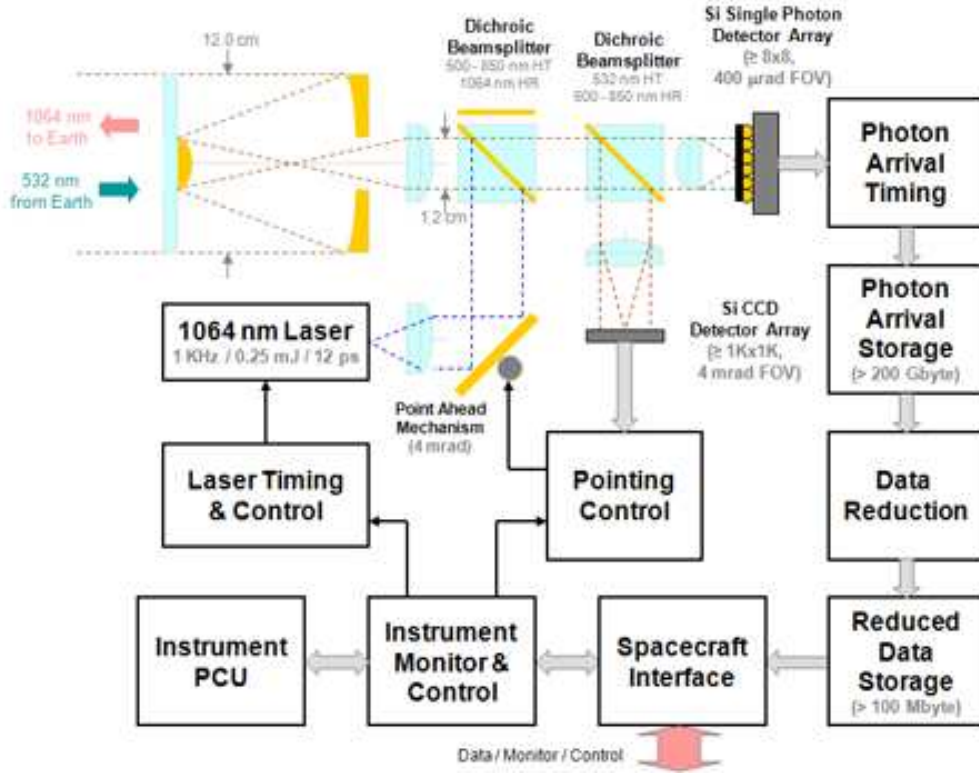 12.0 cm
Dichroic
Beamsplitter
500 - 850 nm HT
1064 nm HR
Dichroic
Beamsplitter
532 nm HT
600 - 850 nm HR
Si Single Photon
Detector Array
(≥ 8x8,
400 µrad FOV)
1064 nm
to Earth
532 nm
from Earth
1.2 cm
Photon
Arrival
Timing
1064 nm Laser
1 KHz / 0.25 mJ / 12 ps
Si CCD
Detector Array
(≥ 1Kx1K,
4 mrad FOV)
Photon
Arrival
Storage
(> 200 Gbyte)
Point Ahead
Mechanism
(4 mrad)
Laser Timing
& Control
Pointing
Control
Data
Reduction
Instrument
PCU
Instrument
Monitor &
Control
Spacecraft
Interface
Reduced
Data
Storage
(> 100 Mbyte)
Data / Monitor / Control